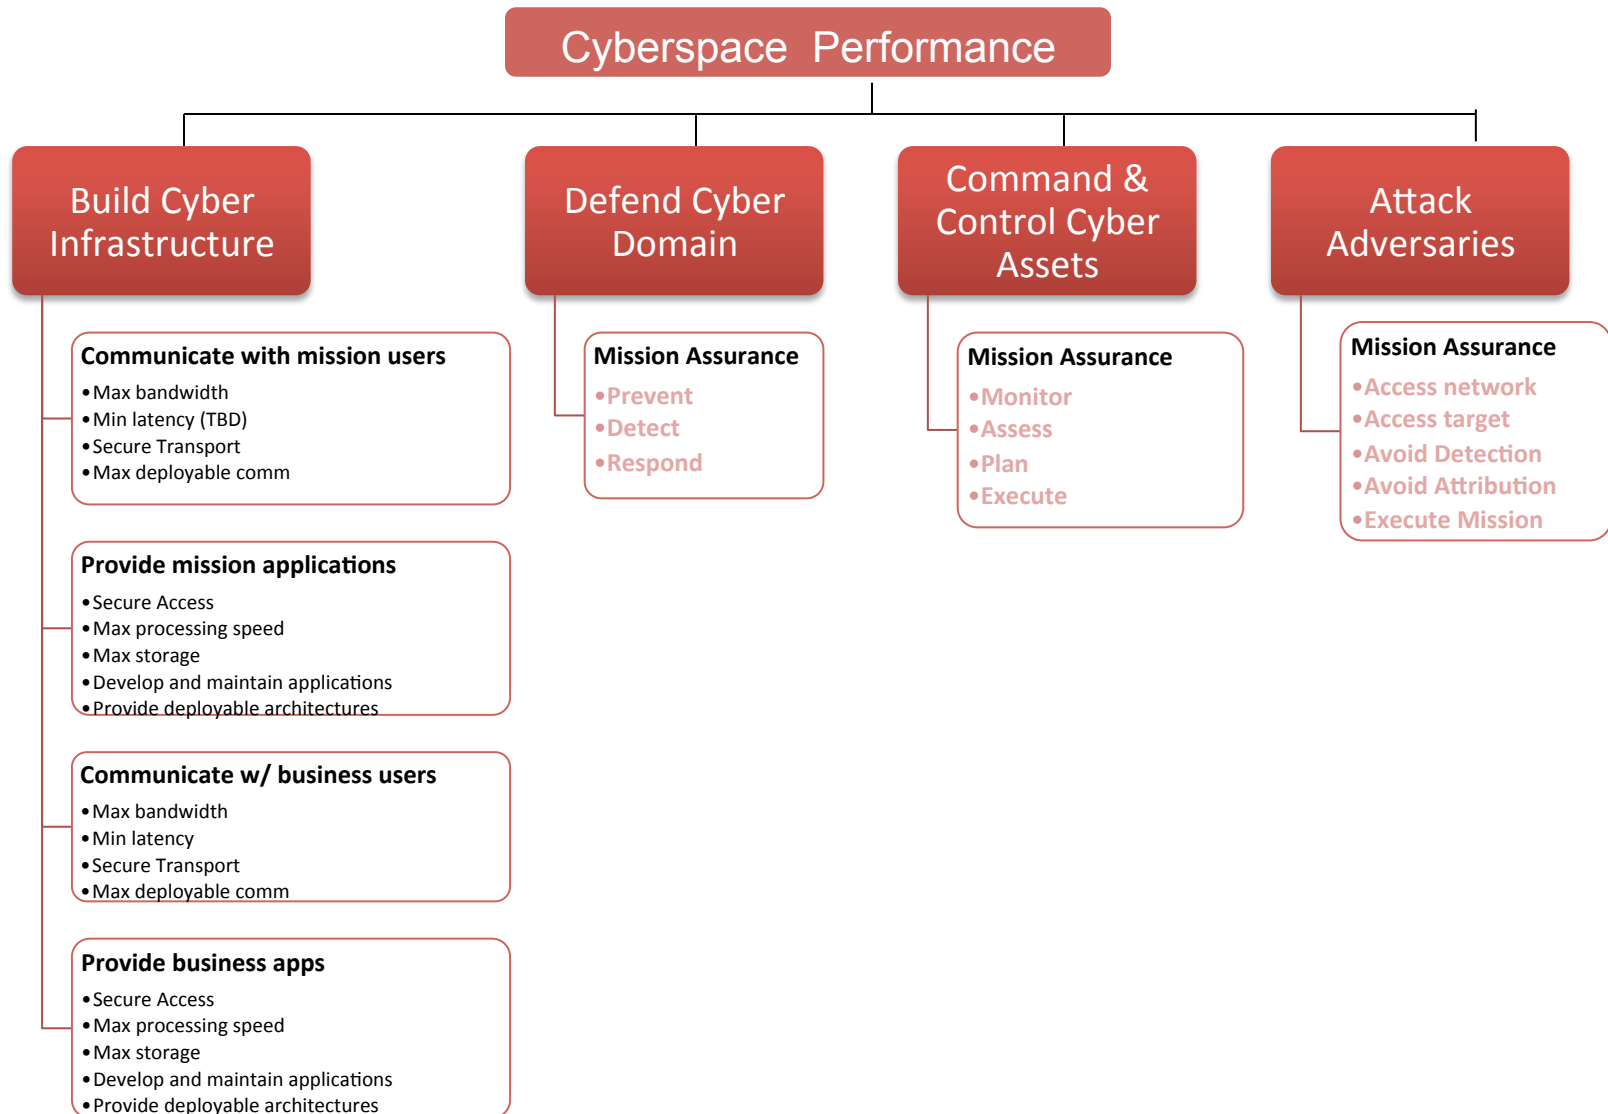 Cyberspace Performance
Build Cyber
Infrastructure
Communicate with mission users
•Max bandwidth
•Min latency (TBD)
•Secure Transport
•Max deployable comm
Provide mission applications
•Secure Access
•Max processing speed
•Max storage
•Develop and maintain applications
•Provide deployable architectures
Communicate w/ business users
•Max bandwidth
•Min latency
•Secure Transport
•Max deployable comm
Provide business apps
•Secure Access
•Max processing speed
•Max storage
•Develop and maintain applications
•Provide deployable architectures
Defend Cyber
Domain
Mission Assurance
•Prevent
•Detect
•Respond
Command &
Control Cyber
Assets
Mission Assurance
•Monitor
•Assess
•Plan
•Execute
Attack
Adversaries
Mission Assurance
•Access network
•Access target
•Avoid Detection
•Avoid Attribution
•Execute Mission